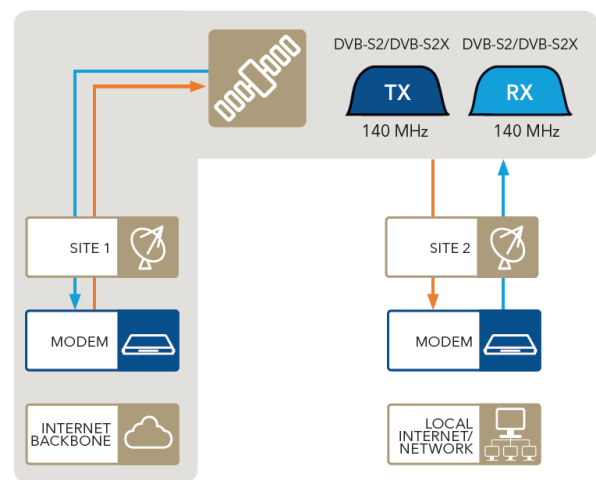 DVB-S2/DVB-S2X DVB-S2/DVB-S2X
TX RX
140 MHz 140 MHz
SITE 1
SITE 2
MODEM
MODEM
INTERNET
BACKBONE
LOCAL
INTERNET/
NETWORK